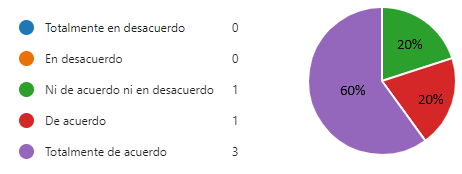 Totalmente en desacuerdo 0
En desacuerdo 0
Ni de acuerdo ni en desacuerdo 1
De acuerdo 1
Totalmente de acuerdo 3
20%
20%
60%